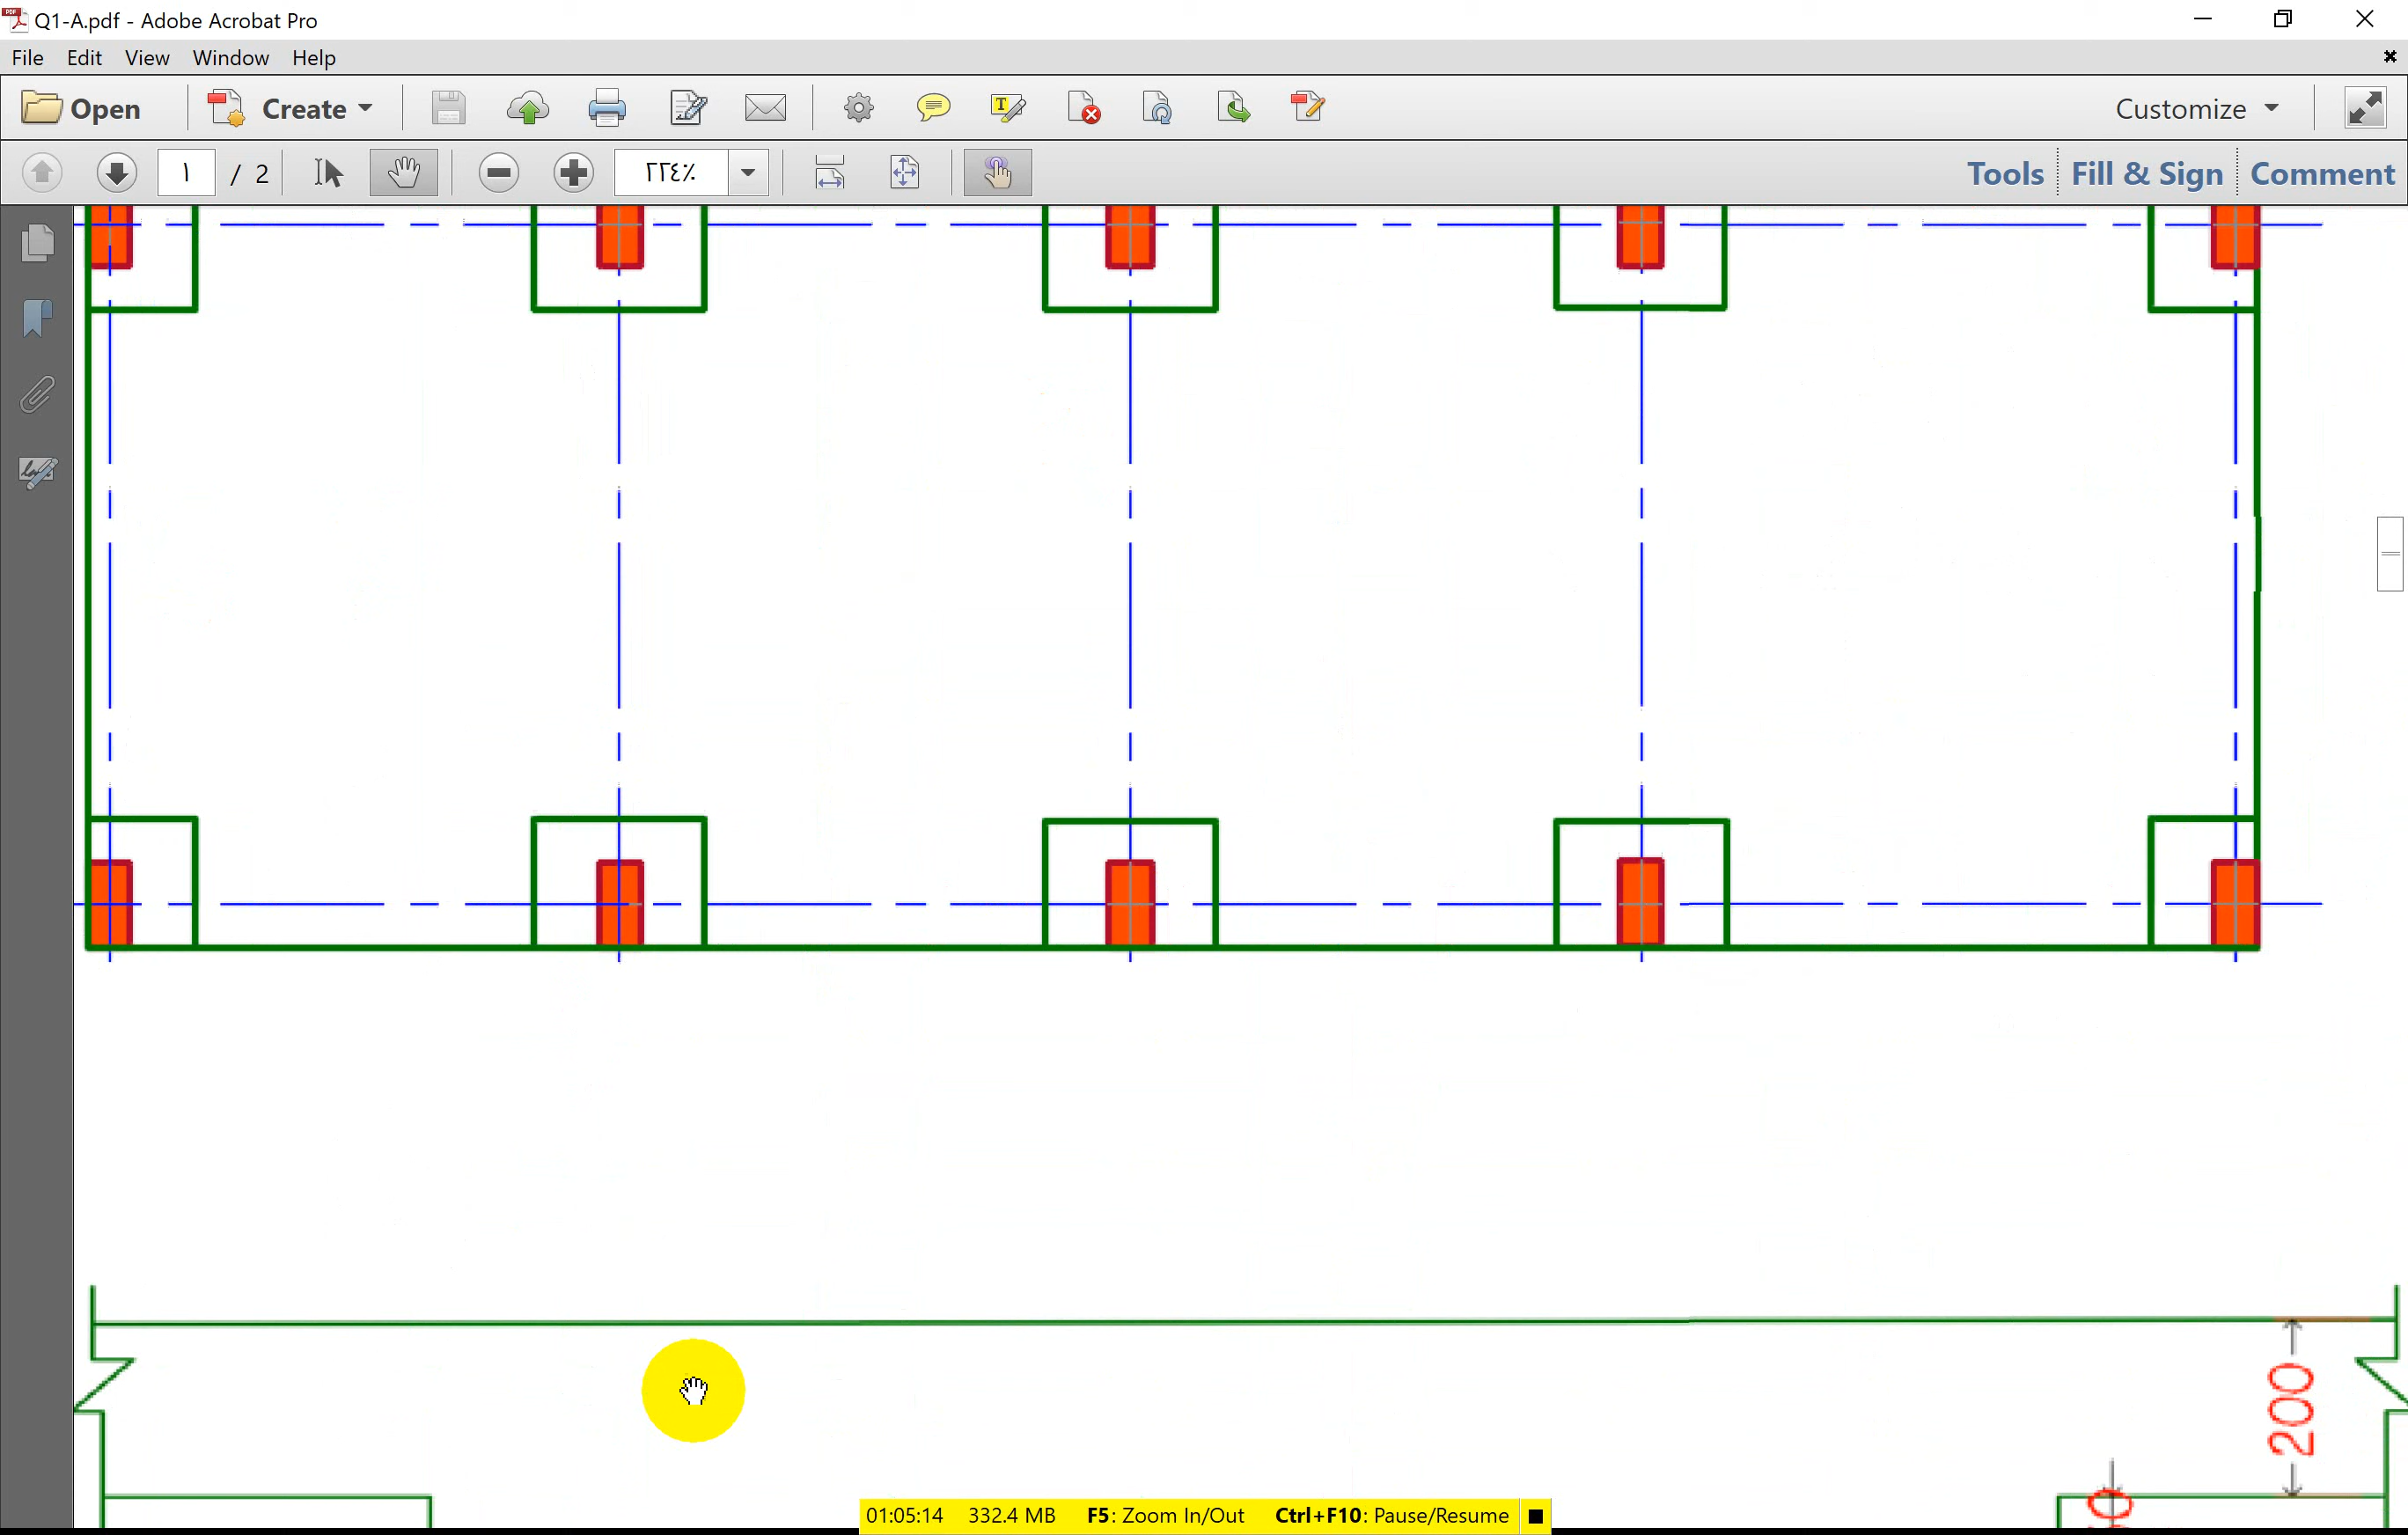 Q1-A.pdf - Adobe Acrobat Pro
File Edit View Window Help
Open Create Customize
١ / 2 ٢٢٤٪ Tools Fill & Sign Comment
200
01:05:14 332.4 MB F5: Zoom In/Out Ctrl+F10: Pause/Resume